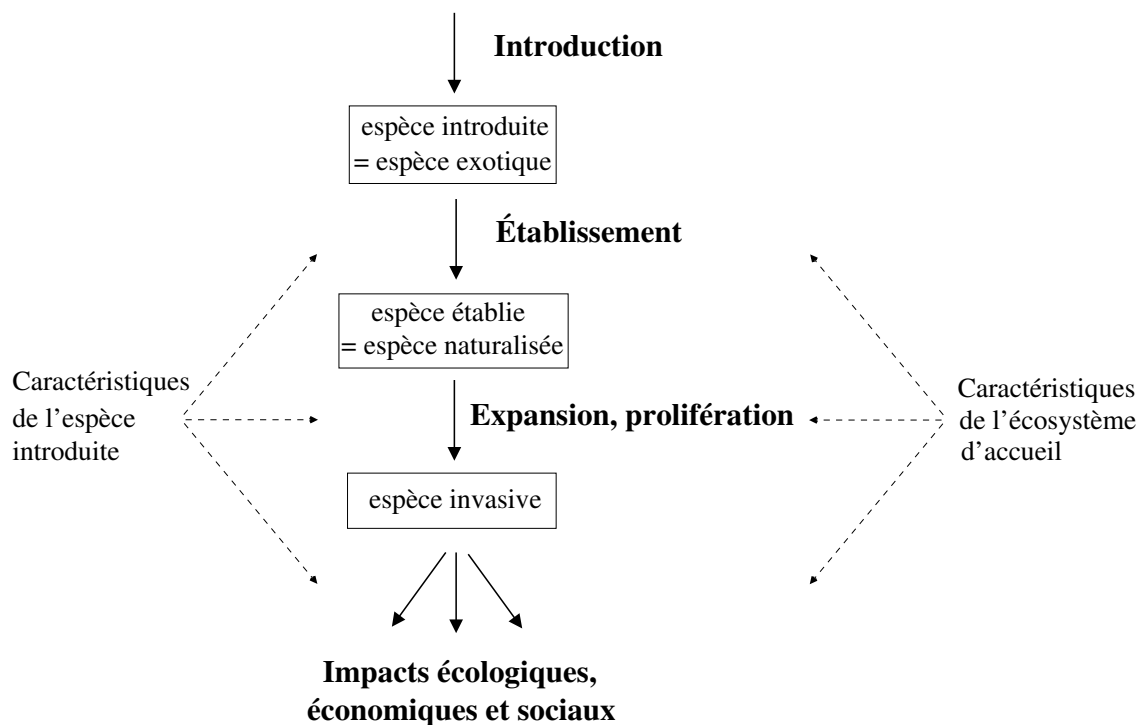 Introduction
espèce introduite
= espèce exotique
Établissement
espèce établie
= espèce naturalisée
Caractéristiques
de l’espèce
introduite
Expansion, prolifération
Caractéristiques
de l’écosystème
d’accueil
espèce invasive
Impacts écologiques,
économiques et sociaux